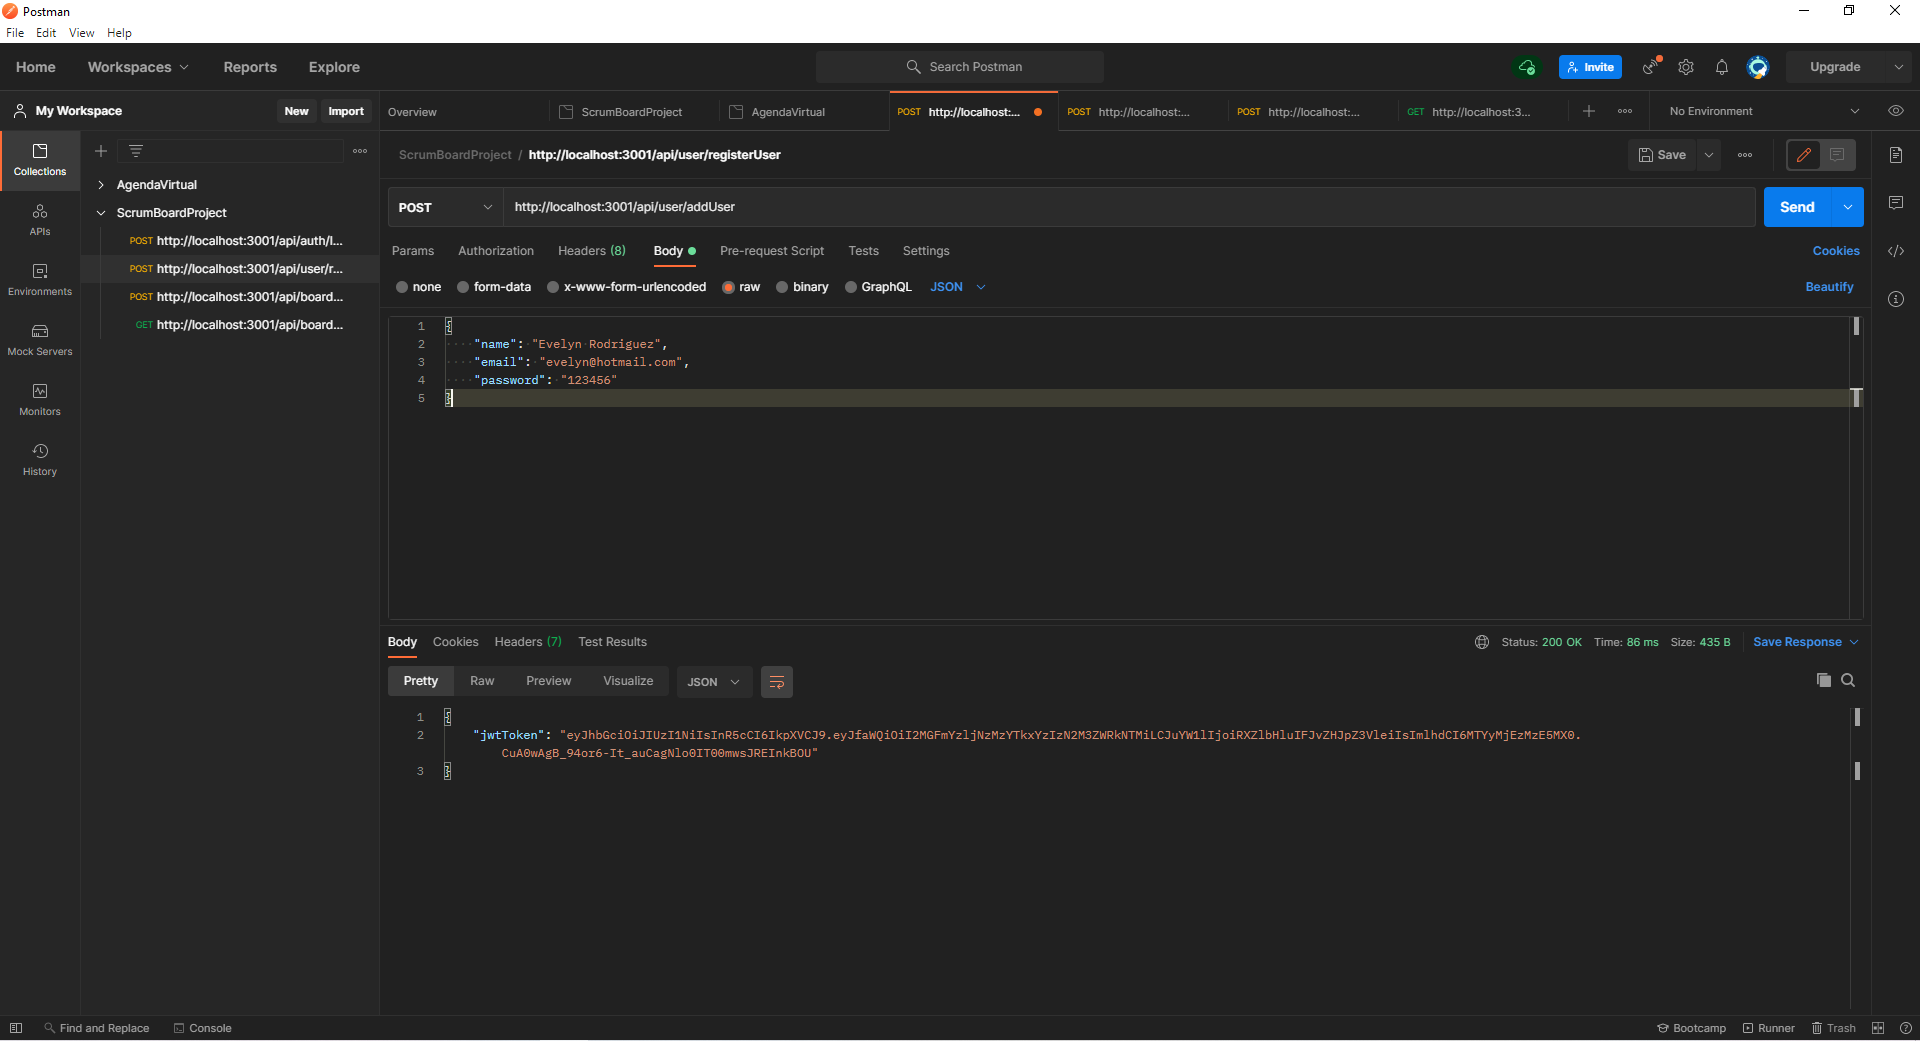 Postman
File Edit View Help
Home Workspaces Reports Explore Search Postman Invite Upgrade
My Workspace New Import Overview ScrumBoardProject AgendaVirtual POST http://localhost:... POST http://localhost:... POST http://localhost:... GET http://localhost:3... No Environment
Collections
APIs
Environments
Mock Servers
Monitors
History
AgendaVirtual
ScrumBoardProject
POST http://localhost:3001/api/auth/l...
POST http://localhost:3001/api/user/r...
POST http://localhost:3001/api/board...
GET http://localhost:3001/api/board...
ScrumBoardProject / http://localhost:3001/api/user/registerUser Save
POST http://localhost:3001/api/user/addUser Send
Params Authorization Headers (8) Body Pre-request Script Tests Settings Cookies
none form-data x-www-form-urlencoded raw binary GraphQL JSON Beautify
1 {
2 "name": "Evelyn Rodriguez",
3 "email": "evelyn@hotmail.com",
4 "password": "123456"
5 }
Body Cookies Headers (7) Test Results Status: 200 OK Time: 86 ms Size: 435 B Save Response
Pretty Raw Preview Visualize JSON
1 {
2 "jwtToken": "eyJhbGciOiJIUzI1NiIsInR5cCI6IkpXVCJ9.eyJfaWQiOiI2MGFmYzljNzMzYTkxYzIzN2M3ZWRkNTMiLCJuYW1lIjoiRXZlbHluIFJvZHJpZ3VleiIsImlhdCI6MTYyMjEzMzE5MX0.
CuA0wAgB_94or6-It_auCagNlo0IT00mwsJREInkBOU"
3 }
Find and Replace Console Bootcamp Runner Trash